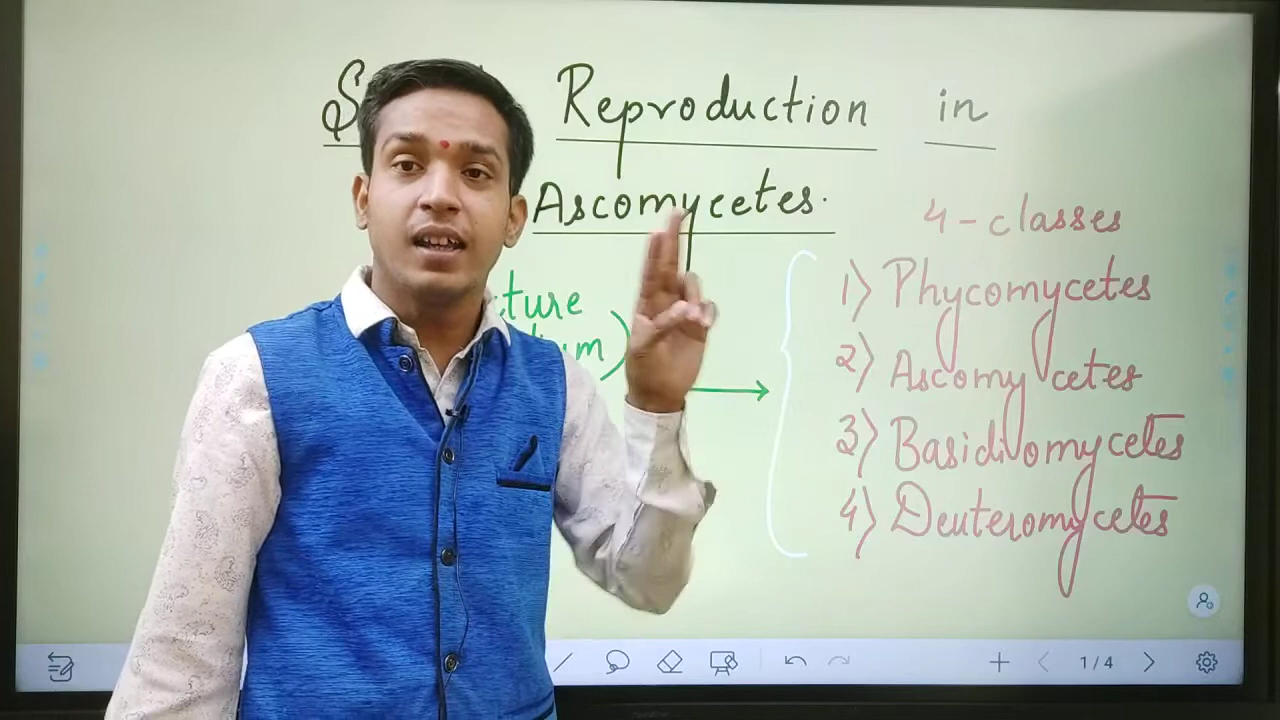 Reproduction in
Ascomycetes.
4-classes
1) Phycomycetes
2) Ascomycetes
3) Basidiomycetes
4) Deuteromycetes
1/4